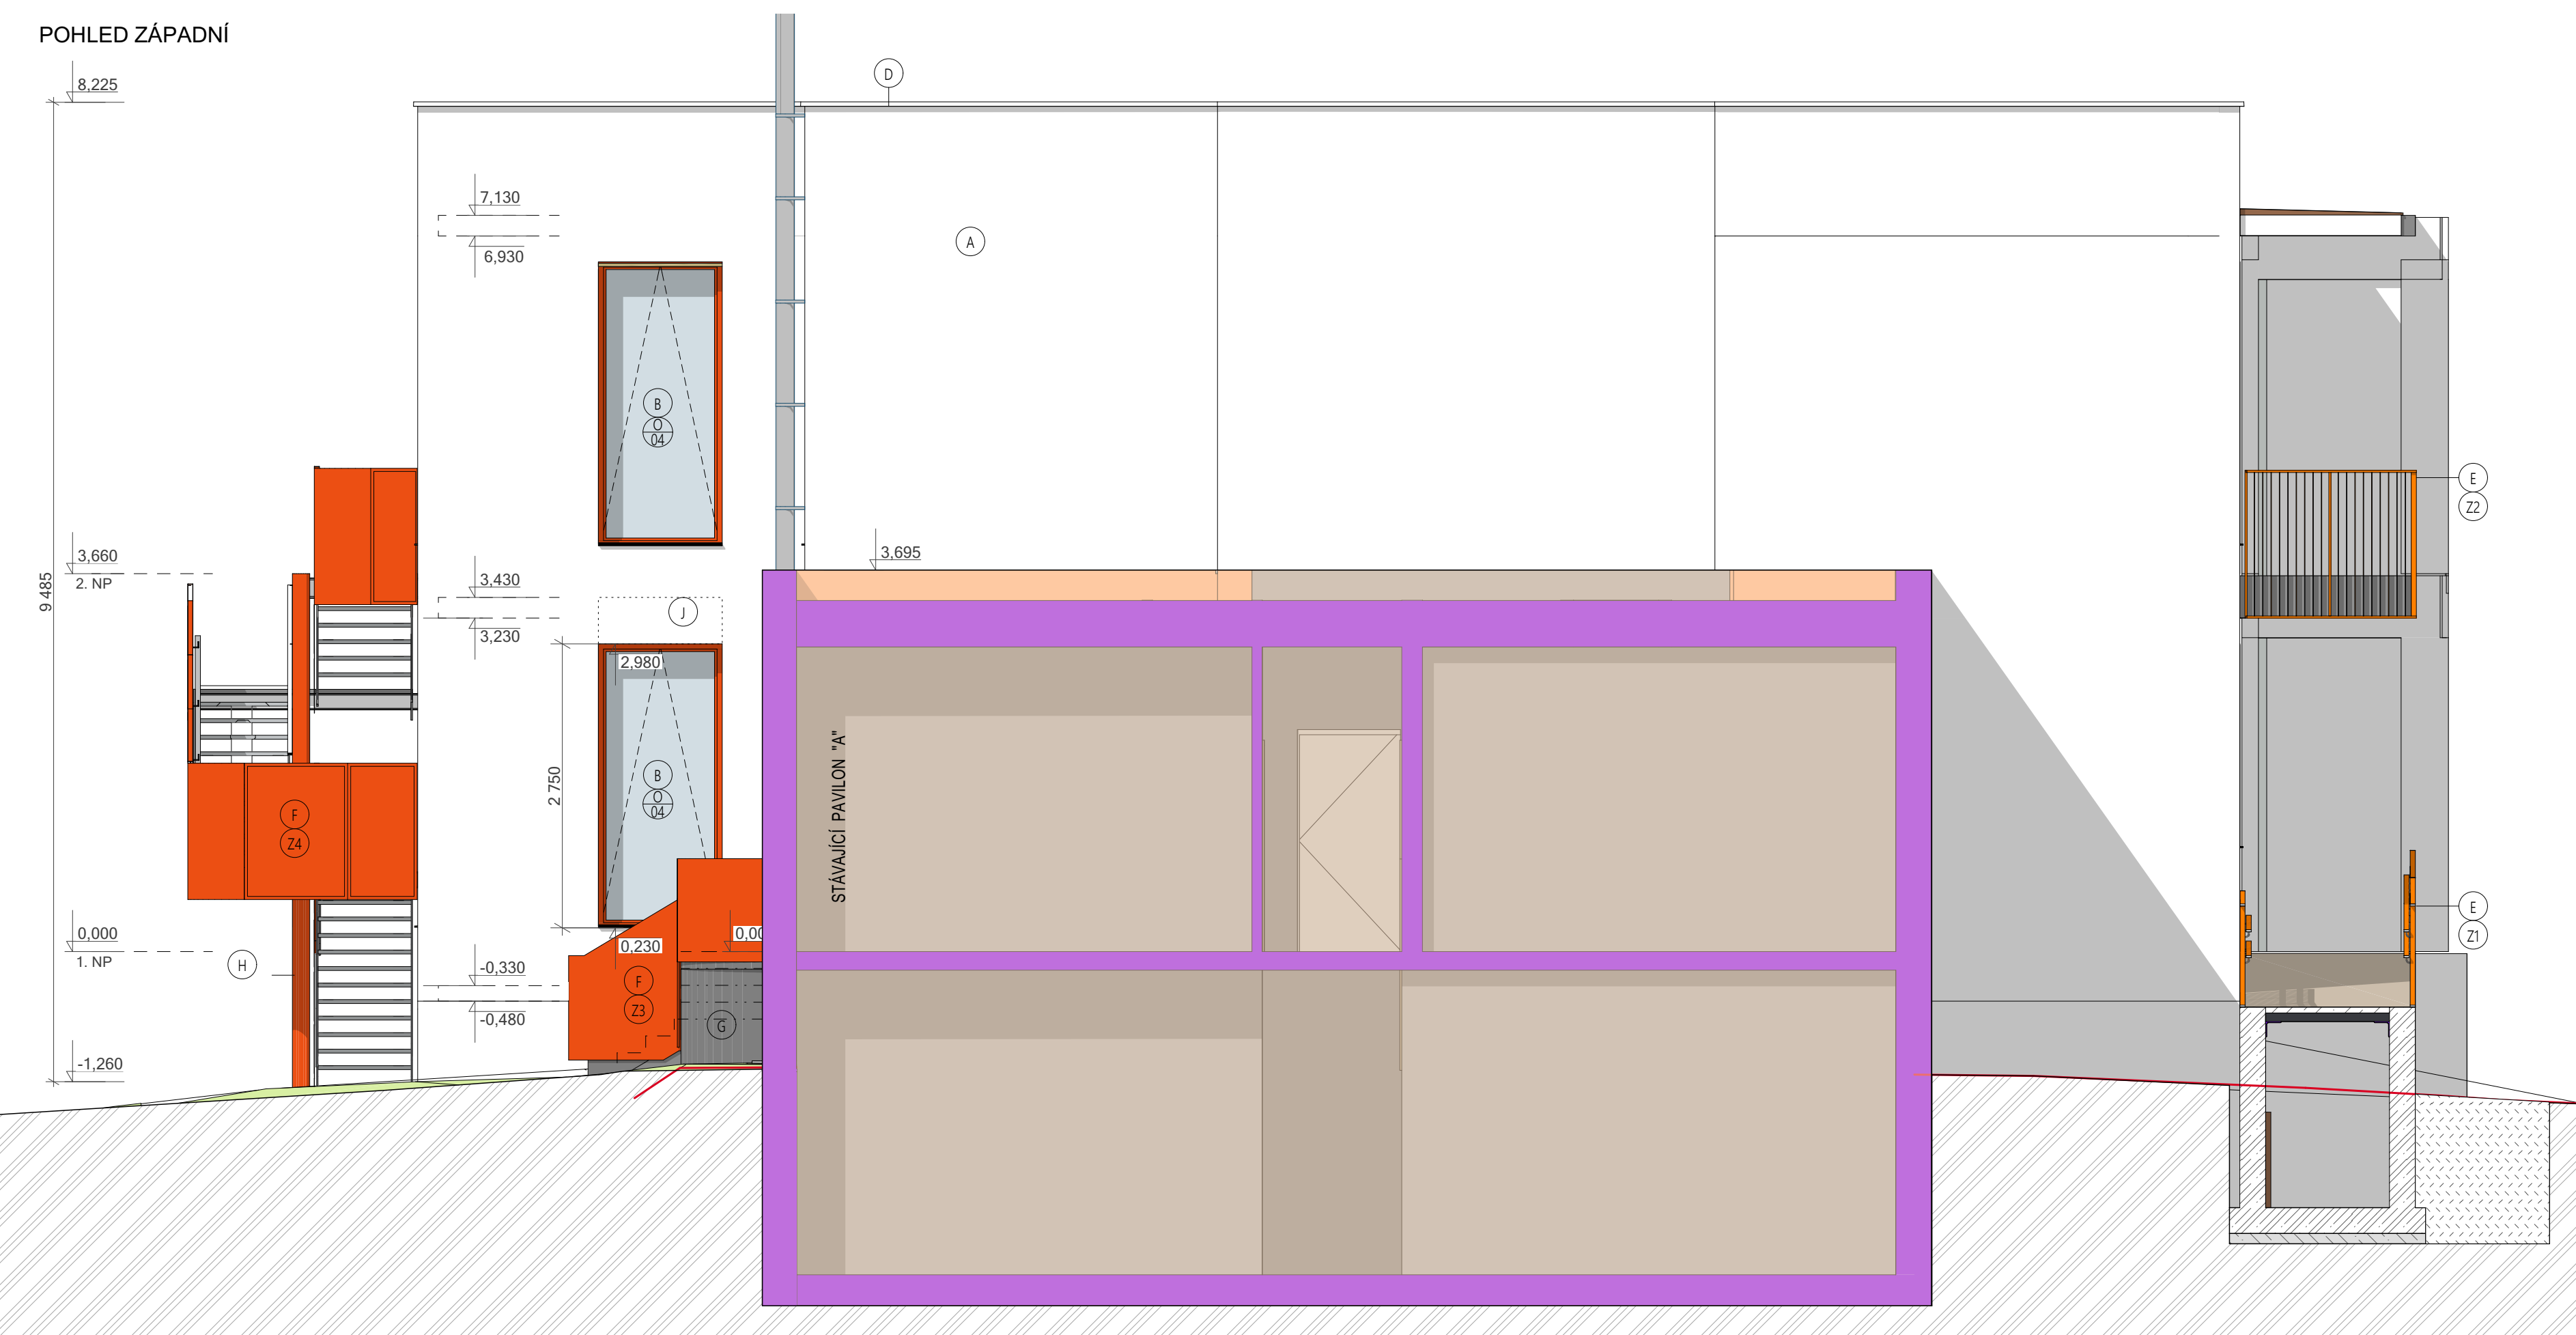 POHLED ZÁPADNÍ
8,225
D
7,130
A
6,930
B
O
04
E
Z2
3,660
2. NP
3,695
9 485
3,430
J
3,230
2,980
STÁVAJÍCÍ PAVILON "A"
2 750
B
O
04
F
Z4
E
Z1
0,000
1. NP
0,230
H
-0,330
F
Z3
G
-0,480
-1,260